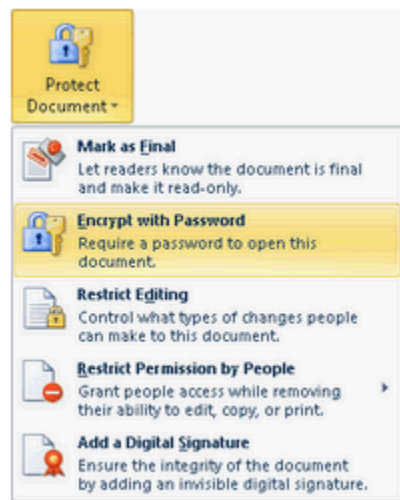 Protect
Document
Mark as Final
Let readers know the document is final
and make it read-only.
Encrypt with Password
Require a password to open this
document.
Restrict Editing
Control what types of changes people
can make to this document.
Restrict Permission by People
Grant people access while removing
their ability to edit, copy, or print.
Add a Digital Signature
Ensure the integrity of the document
by adding an invisible digital signature.